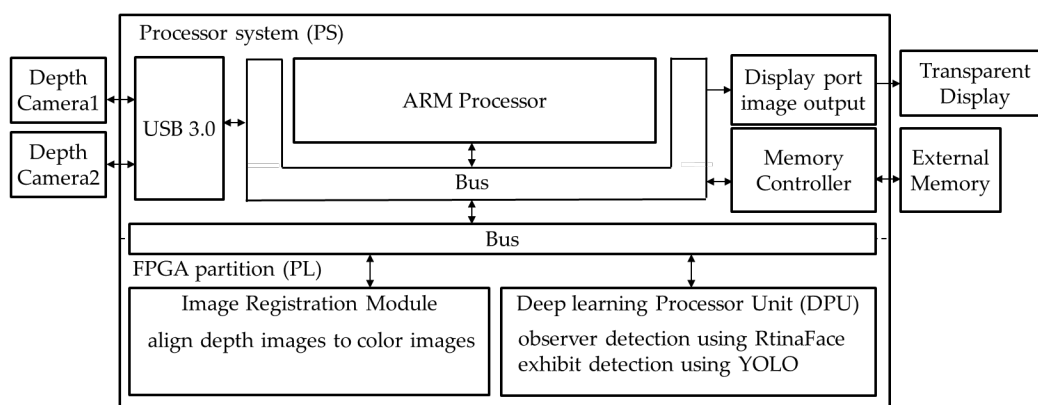 Processor system (PS)
Depth
Camera1
Depth
Camera2
USB 3.0
ARM Processor
Bus
Display port
image output
Transparent
Display
Memory
Controller
External
Memory
Bus
FPGA partition (PL)
Image Registration Module
align depth images to color images
Deep learning Processor Unit (DPU)
observer detection using RtinaFace
exhibit detection using YOLO